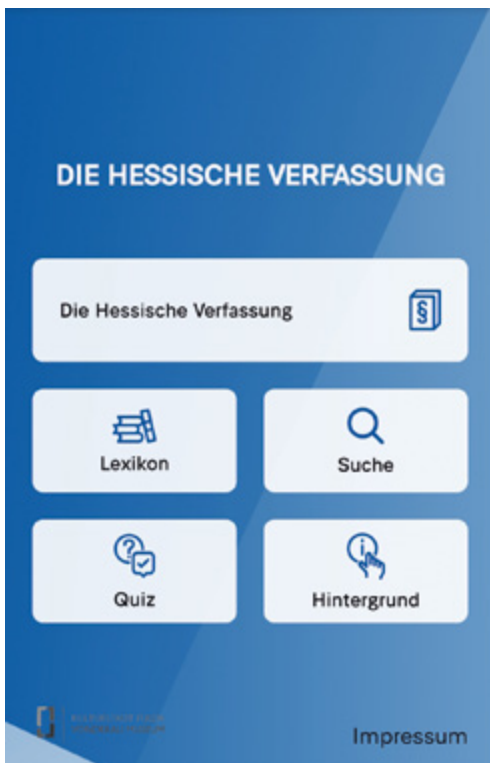 DIE HESSISCHE VERFASSUNG
Die Hessische Verfassung
§
Lexikon
Suche
Quiz
Hintergrund
Impressum